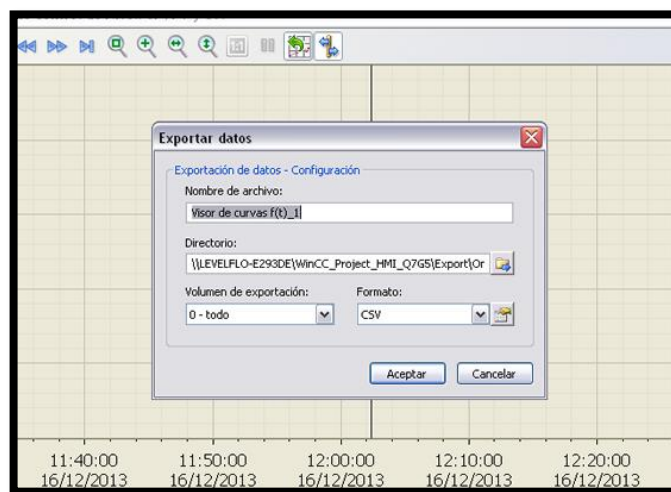 Exportar datos
Exportación de datos - Configuración
Nombre de archivo:
Visor de curvas f(t)_1
Directorio:
\\LEVELFLO-E293DE\WinCC_Project_HMI_Q7G5\Export\Or
Volumen de exportación: Formato:
0 - todo CSV
Aceptar Cancelar
11:40:00 11:50:00 12:00:00 12:10:00 12:20:00
16/12/2013 16/12/2013 16/12/2013 16/12/2013 16/12/2013